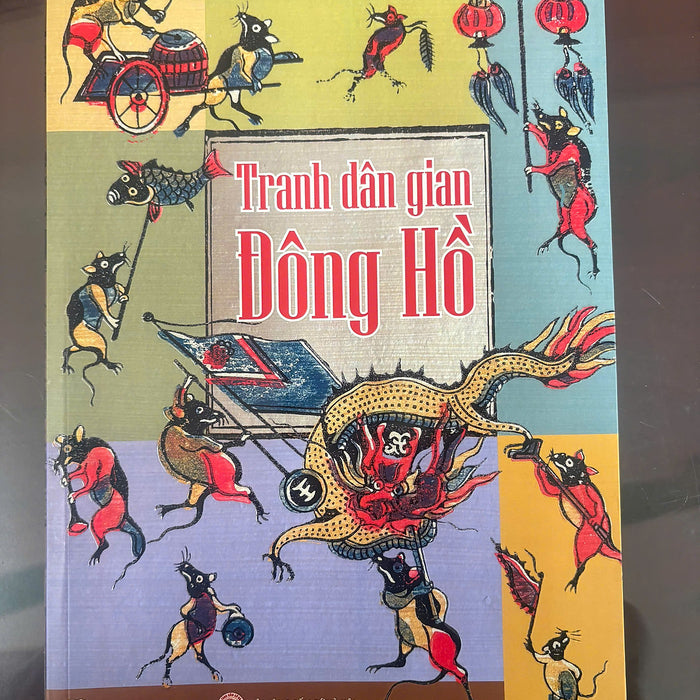 Tranh dân gian
Đông Hồ